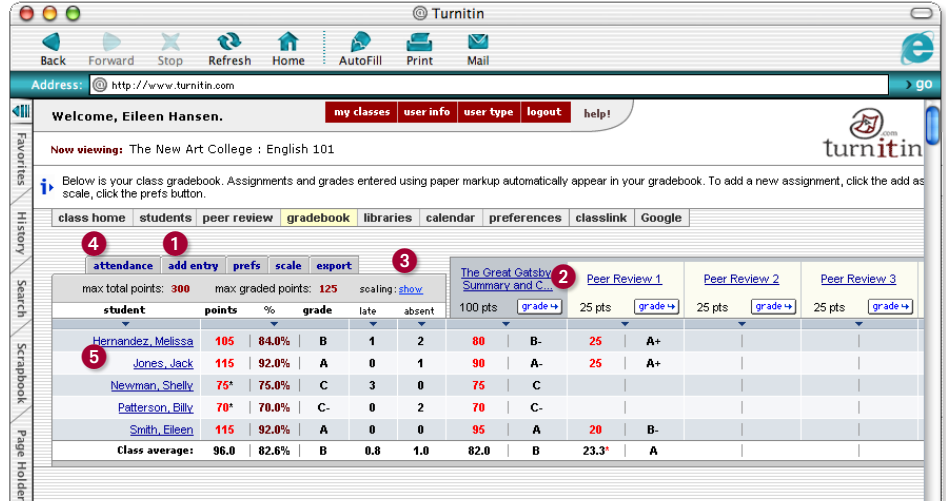 @ Turnitin
Back Forward Stop Refresh Home AutoFill Print Mail
Address: @ http://www.turnitin.com go
Favorites
History
Search
Scrapbook
Page Holder
Welcome, Eileen Hansen.
my classes user info user type logout help!
turnitin .com
Now viewing: The New Art College : English 101
Below is your class gradebook. Assignments and grades entered using paper markup automatically appear in your gradebook. To add a new assignment, click the add as
scale, click the prefs button.
class home students peer review gradebook libraries calendar preferences classlink Google
4 1 3
attendance add entry prefs scale export
The Great Gatsby Summary and C... 2 Peer Review 1 Peer Review 2 Peer Review 3
max total points: 300 max graded points: 125 scaling: show
100 pts grade 25 pts grade 25 pts grade 25 pts grade
student points % grade late absent
Hernandez, Melissa 105 84.0% B 1 2 80 B- 25 A+
5
Jones, Jack 115 92.0% A 0 1 90 A- 25 A+
Newman, Shelly 75* 75.0% C 3 0 75 C
Patterson, Billy 70* 70.0% C- 0 2 70 C-
Smith, Eileen 115 92.0% A 0 0 95 A 20 B-
Class average: 96.0 82.6% B 0.8 1.0 82.0 B 23.3* A